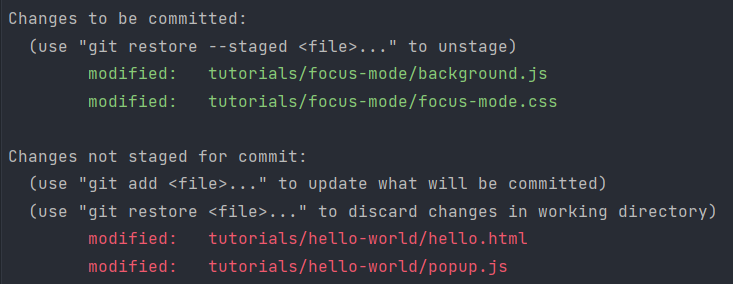 Changes to be committed:
  (use "git restore --staged <file>..." to unstage)
        modified:   tutorials/focus-mode/background.js
        modified:   tutorials/focus-mode/focus-mode.css

Changes not staged for commit:
  (use "git add <file>..." to update what will be committed)
  (use "git restore <file>..." to discard changes in working directory)
        modified:   tutorials/hello-world/hello.html
        modified:   tutorials/hello-world/popup.js